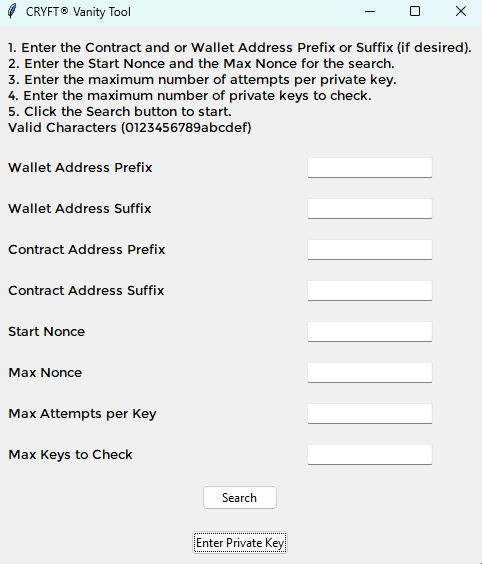 CRYFT® Vanity Tool
1. Enter the Contract and or Wallet Address Prefix or Suffix (if desired).
2. Enter the Start Nonce and the Max Nonce for the search.
3. Enter the maximum number of attempts per private key.
4. Enter the maximum number of private keys to check.
5. Click the Search button to start.
Valid Characters (0123456789abcdef)
Wallet Address Prefix
Wallet Address Suffix
Contract Address Prefix
Contract Address Suffix
Start Nonce
Max Nonce
Max Attempts per Key
Max Keys to Check
Search
Enter Private Key